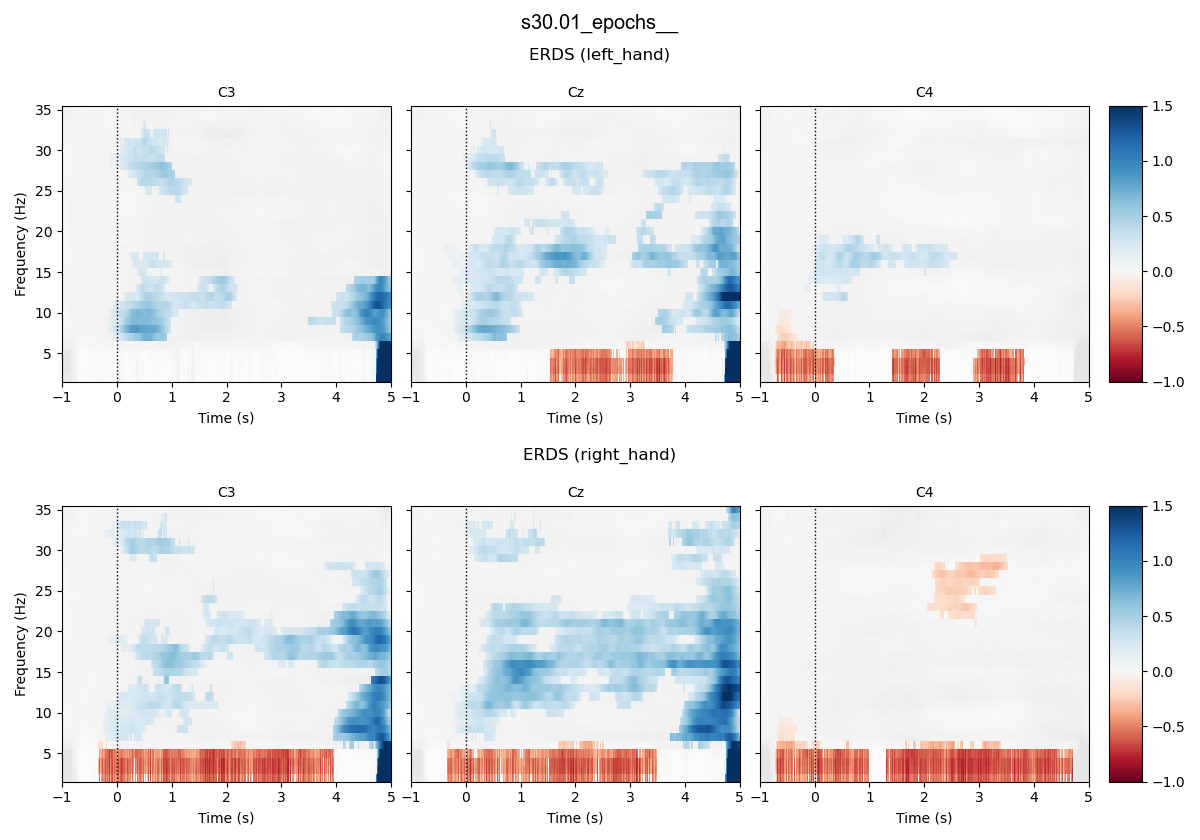 s30.01_epochs__
ERDS (left_hand)
C3 Cz C4
35
30
25
20
15
10
5
Frequency (Hz)
−1 0 1 2 3 4 5
−1 0 1 2 3 4 5
−1 0 1 2 3 4 5
Time (s) Time (s) Time (s)
1.5
1.0
0.5
0.0
−0.5
−1.0
ERDS (right_hand)
C3 Cz C4
35
30
25
20
15
10
5
Frequency (Hz)
−1 0 1 2 3 4 5
−1 0 1 2 3 4 5
−1 0 1 2 3 4 5
Time (s) Time (s) Time (s)
1.5
1.0
0.5
0.0
−0.5
−1.0